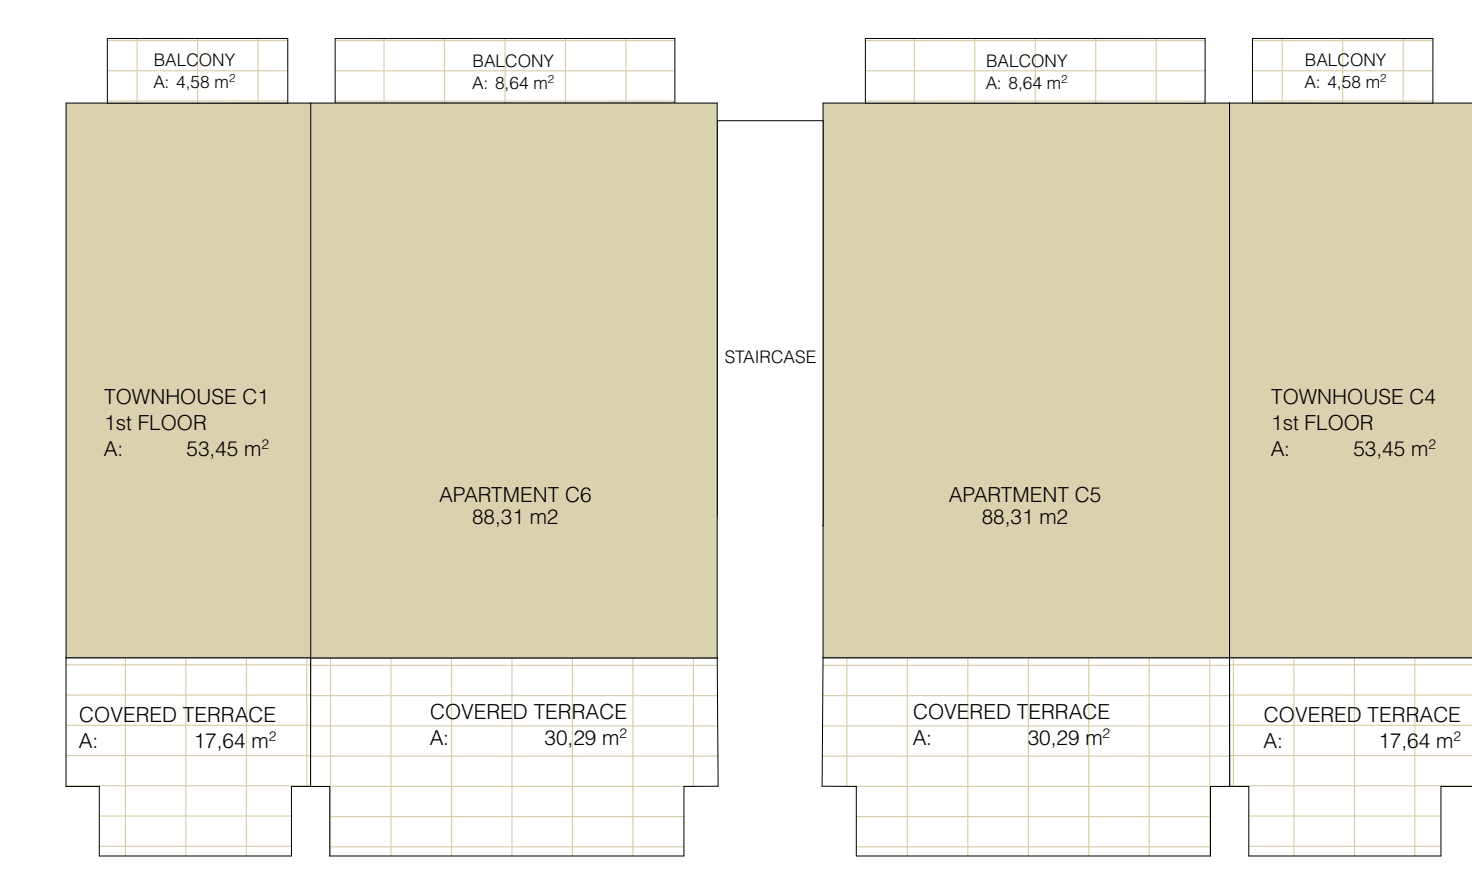 BALCONY
A: 4,58 m²
BALCONY
A: 8,64 m²
BALCONY
A: 8,64 m²
BALCONY
A: 4,58 m²
STAIRCASE
TOWNHOUSE C1
1st FLOOR
A: 53,45 m²
TOWNHOUSE C4
1st FLOOR
A: 53,45 m²
APARTMENT C6
88,31 m2
APARTMENT C5
88,31 m2
COVERED TERRACE
A: 17,64 m²
COVERED TERRACE
A: 30,29 m²
COVERED TERRACE
A: 30,29 m²
COVERED TERRACE
A: 17,64 m²